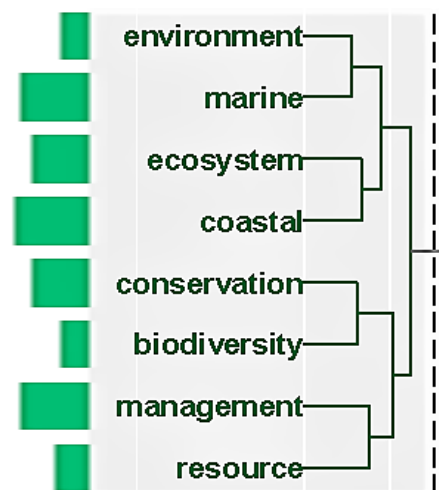 environment
marine
ecosystem
coastal
conservation
biodiversity
management
resource